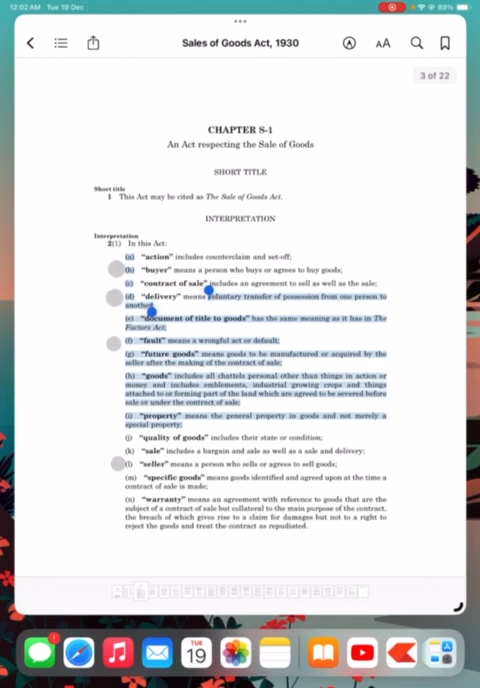 12:02 AM Tue 19 Dec
89%
Sales of Goods Act, 1930
AA
3 of 22
CHAPTER S-1
An Act respecting the Sale of Goods
SHORT TITLE
Short title
1 This Act may be cited as The Sale of Goods Act.
INTERPRETATION
Interpretation
2(1) In this Act:
(a) “action” includes counterclaim and set-off;
(b) “buyer” means a person who buys or agrees to buy goods;
(c) “contract of sale” includes an agreement to sell as well as the sale;
(d) “delivery” means voluntary transfer of possession from one person to
another;
(e) “document of title to goods” has the same meaning as it has in The
Factors Act;
(f) “fault” means a wrongful act or default;
(g) “future goods” means goods to be manufactured or acquired by the
seller after the making of the contract of sale;
(h) “goods” includes all chattels personal other than things in action or
money and includes emblements, industrial growing crops and things
attached to or forming part of the land which are agreed to be severed before
sale or under the contract of sale;
(i) “property” means the general property in goods and not merely a
special property;
(j) “quality of goods” includes their state or condition;
(k) “sale” includes a bargain and sale as well as a sale and delivery;
(l) “seller” means a person who sells or agrees to sell goods;
(m) “specific goods” means goods identified and agreed upon at the time a
contract of sale is made;
(n) “warranty” means an agreement with reference to goods that are the
subject of a contract of sale but collateral to the main purpose of the contract,
the breach of which gives rise to a claim for damages but not to a right to
reject the goods and treat the contract as repudiated.
1
TUE
19